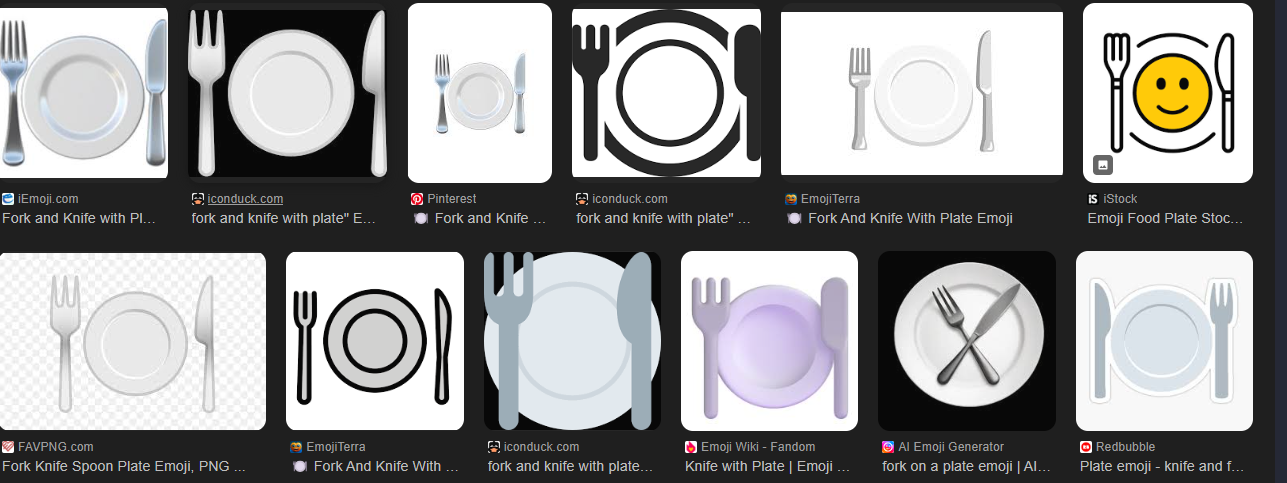 iEmoji.com
Fork and Knife with Pl...
iconduck.com
fork and knife with plate" E...
Pinterest
Fork and Knife ...
iconduck.com
fork and knife with plate" ...
EmojiTerra
Fork And Knife With Plate Emoji
iS iStock
Emoji Food Plate Stoc...
FAVPNG.com
Fork Knife Spoon Plate Emoji, PNG ...
EmojiTerra
Fork And Knife With ...
iconduck.com
fork and knife with plate...
Emoji Wiki - Fandom
Knife with Plate | Emoji ...
AI Emoji Generator
fork on a plate emoji | AI...
Redbubble
Plate emoji - knife and f...